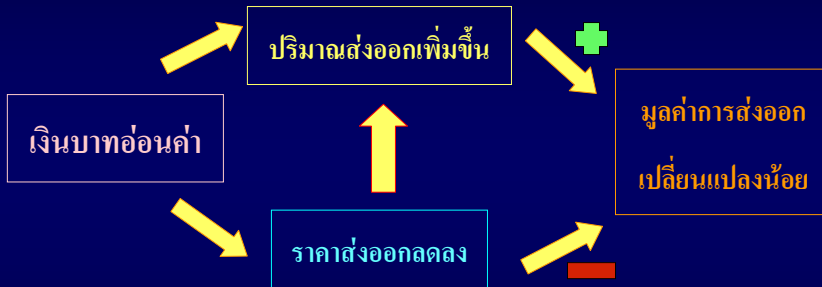 ปริมาณส่งออกเพิ่มขึ้น
เงินบาทอ่อนค่า
มูลค่าการส่งออก
เปลี่ยนแปลงน้อย
ราคาส่งออกลดลง